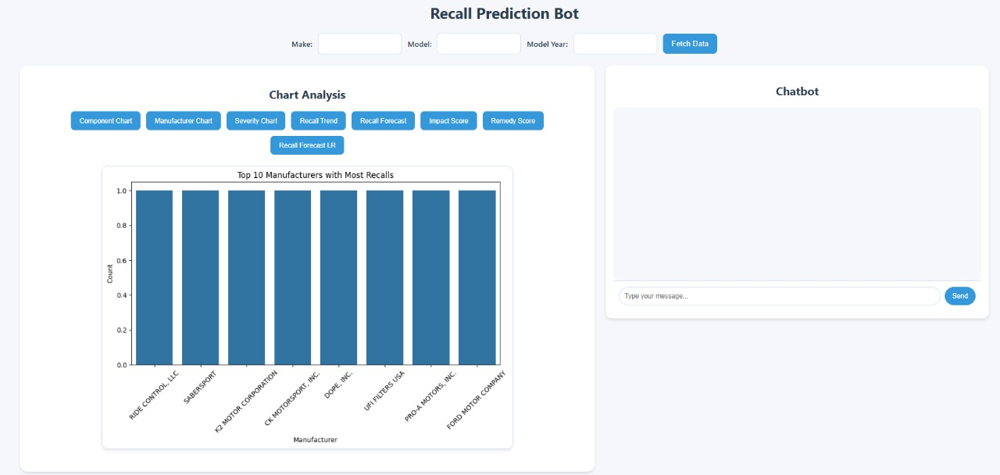 Recall Prediction Bot
Make: Model: Model Year: Fetch Data
Chart Analysis
Component Chart Manufacturer Chart Severity Chart Recall Trend Recall Forecast Impact Score Remedy Score
Recall Forecast LR
Top 10 Manufacturers with Most Recalls
1.0
0.8
0.6
0.4
0.2
0.0
Count
RIDE CONTROL, LLC
SABERSPORT
K2 MOTOR CORPORATION
CK MOTORSPORT, INC.
DOPE, INC.
UFI FILTERS USA
PRO-A MOTORS, INC.
FORD MOTOR COMPANY
Manufacturer
Chatbot
Type your message... Send